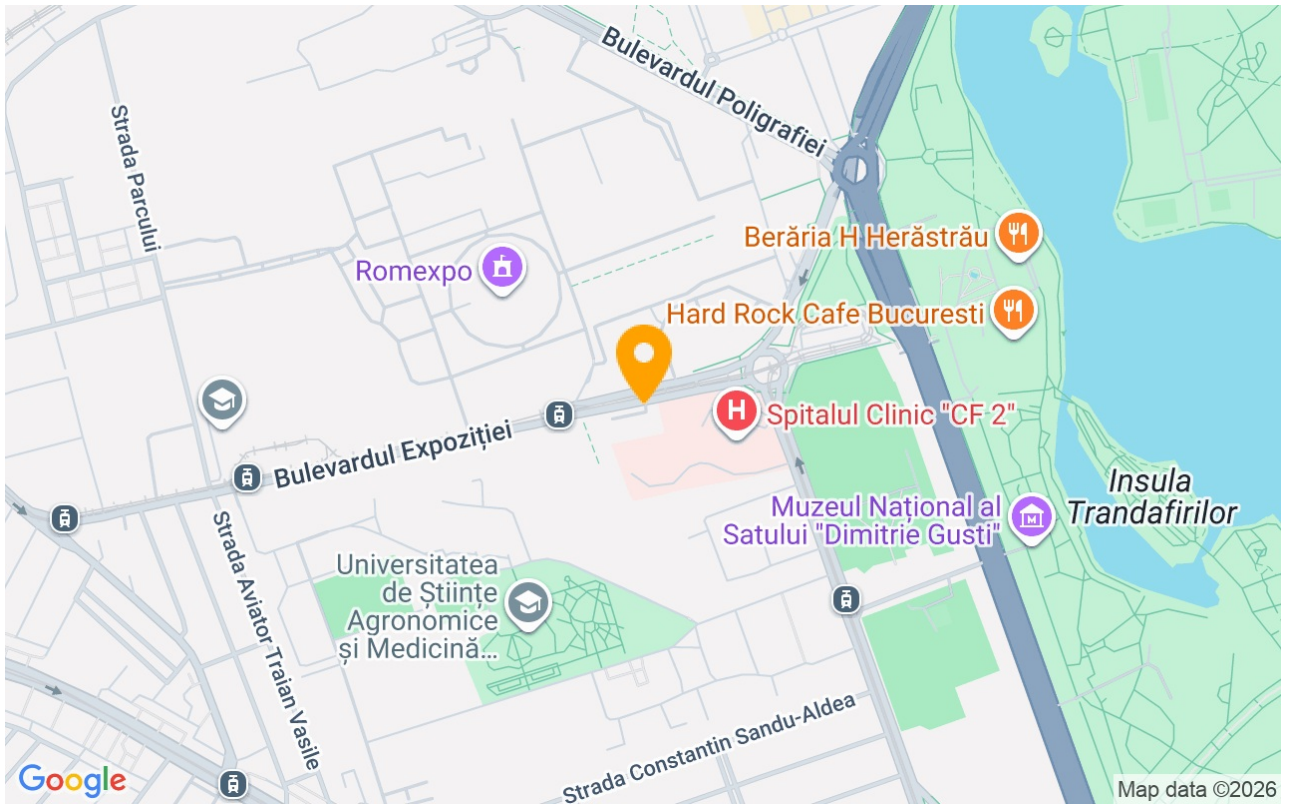 Bulevardul Poligrafiei
Strada Parcului
Berăria H Herăstrău
Romexpo
Hard Rock Cafe Bucuresti
H
Spitalul Clinic "CF 2"
Bulevardul Expoziției
Insula
Trandafirilor
Muzeul Național al
Satului "Dimitrie Gusti"
M
Universitatea
de Științe
Agronomice
și Medicină...
Strada Aviator Traian Vasile
Strada Constantin Sandu-Aldea
Google
Map data ©2026